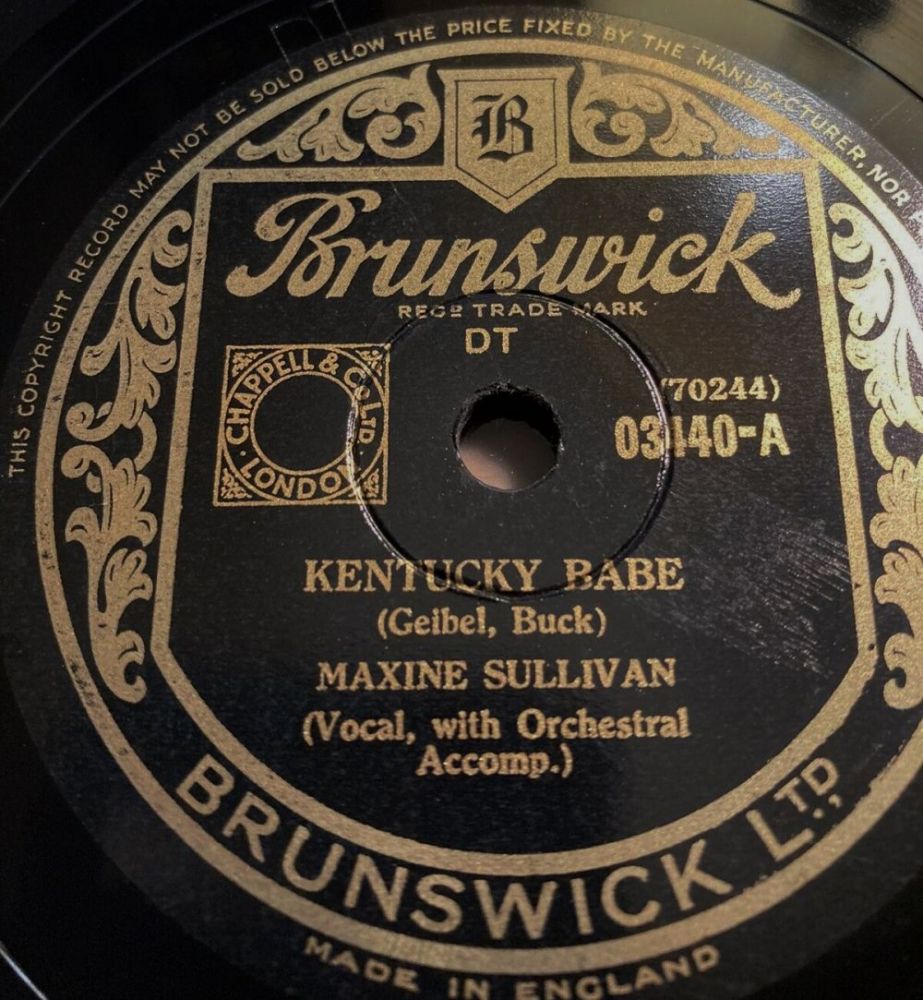 THIS COPYRIGHT RECORD MAY NOT BE SOLD BELOW THE PRICE FIXED BY THE MANUFACTURER, NOR
B
Brunswick
REGD TRADE MARK
DT
CHAPPELL & CO LTD
· LONDON ·
(70244)
03440-A
KENTUCKY BABE
(Geibel, Buck)
MAXINE SULLIVAN
(Vocal, with Orchestral
Accomp.)
BRUNSWICK LTD.,
MADE IN ENGLAND